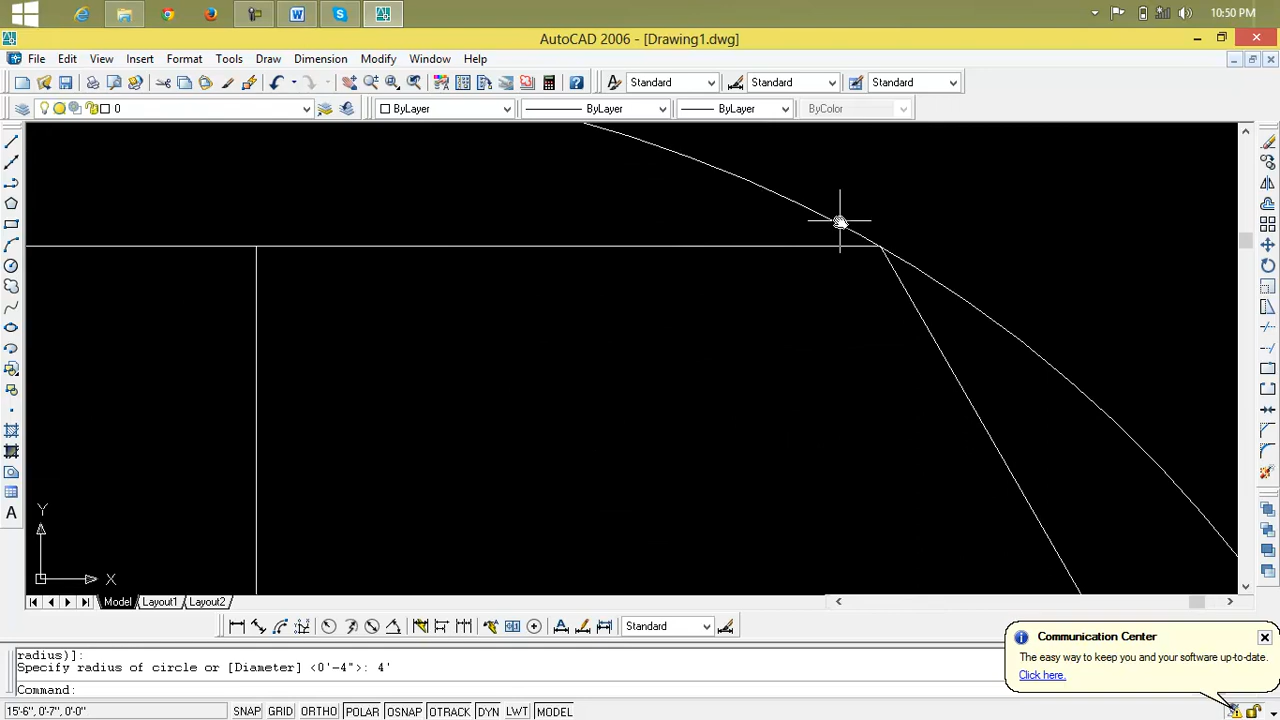 10:50 PM
AutoCAD 2006 - [Drawing1.dwg]
File Edit View Insert Format Tools Draw Dimension Modify Window Help
Standard Standard Standard
0 ByLayer ByLayer ByLayer ByColor
A
Y
X
Model Layout1 Layout2
Standard
radius)]:
Specify radius of circle or [Diameter] <0'-4">: 4'
Command:
Communication Center
The easy way to keep you and your software up-to-date.
Click here.
15'-6", 0'-7", 0'-0" SNAP GRID ORTHO POLAR OSNAP OTRACK DYN LWT MODEL